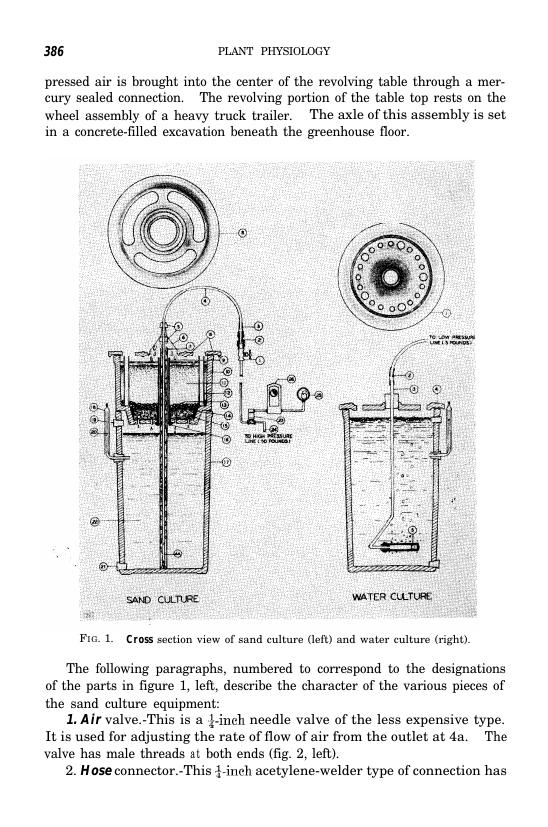 386
PLANT PHYSIOLOGY
pressed air is brought into the center of the revolving table through a mer-
cury sealed connection. The revolving portion of the table top rests on the
wheel assembly of a heavy truck trailer. The axle of this assembly is set
in a concrete-filled excavation beneath the greenhouse floor.
TO LOW PRESSURE
LINE (5 POUNDS)
TO HIGH PRESSURE
LINE (50 POUNDS)
SAND CULTURE
WATER CULTURE
FIG. 1. Cross section view of sand culture (left) and water culture (right).
The following paragraphs, numbered to correspond to the designations
of the parts in figure 1, left, describe the character of the various pieces of
the sand culture equipment:
1. Air valve.-This is a ¼-inch needle valve of the less expensive type.
It is used for adjusting the rate of flow of air from the outlet at 4a. The
valve has male threads at both ends (fig. 2, left).
2. Hose connector.-This ¼-inch acetylene-welder type of connection has